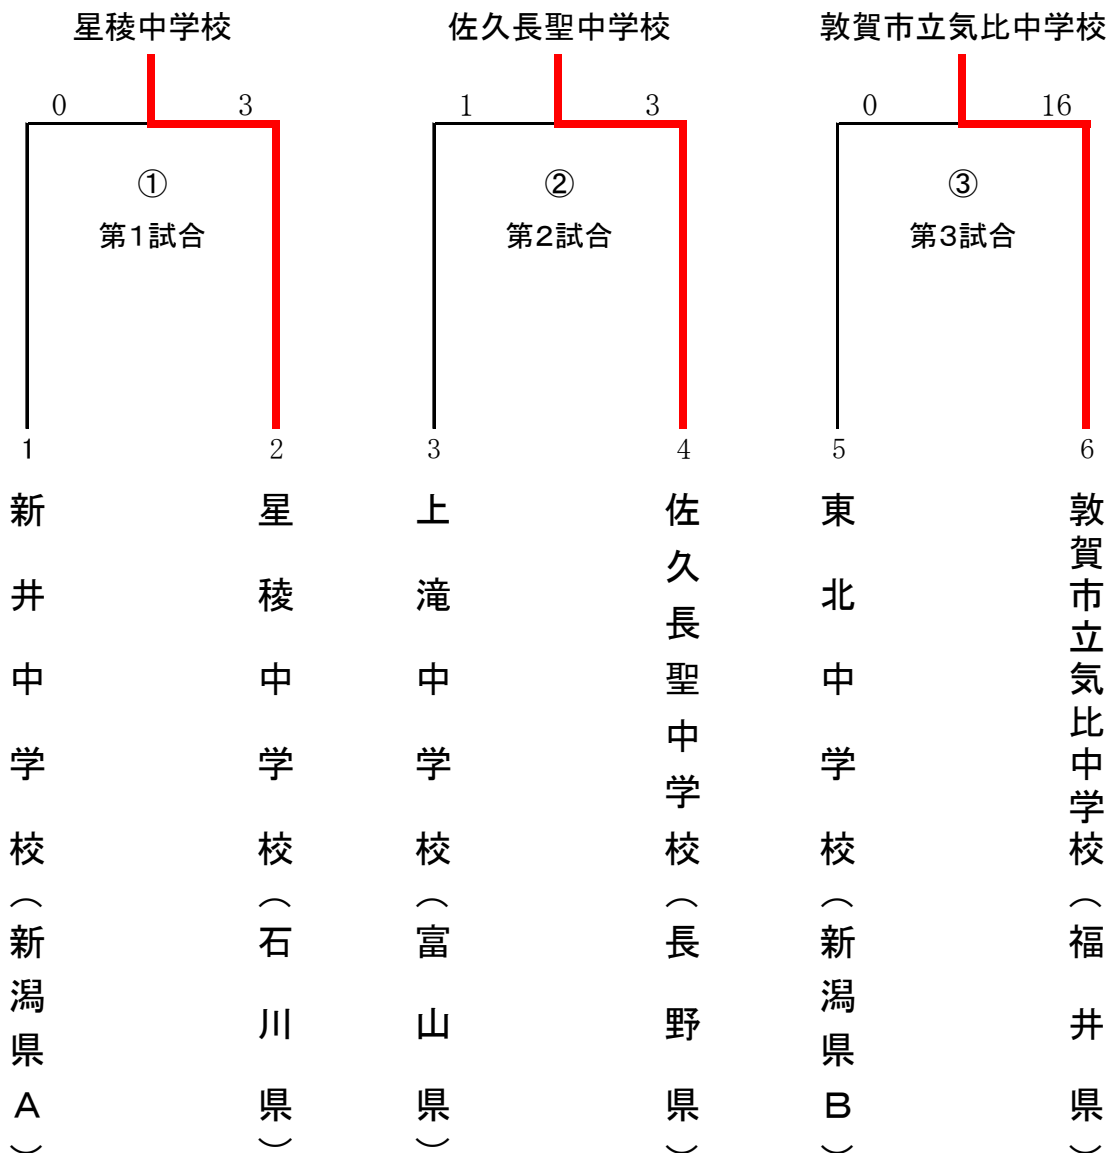 星稜中学校
佐久長聖中学校
敦賀市立気比中学校
0
3
1
3
0
16
①
②
③
第1試合
第2試合
第3試合
1
2
3
4
5
6
新井中学校（新潟県A）
星稜中学校（石川県）
上滝中学校（富山県）
佐久長聖中学校（長野県）
東北中学校（新潟県B）
敦賀市立気比中学校（福井県）